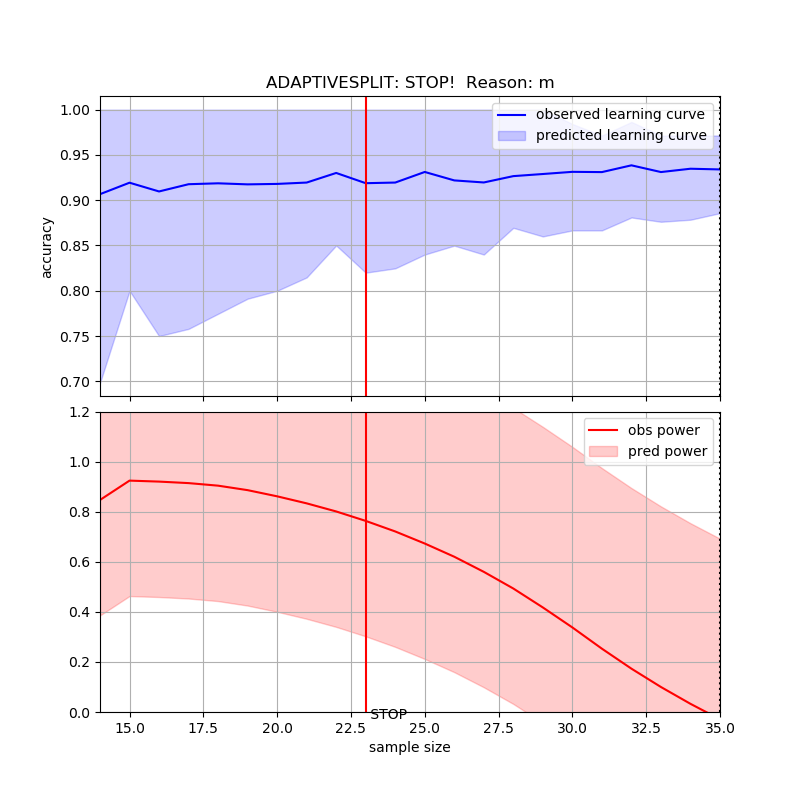 ADAPTIVESPLIT: STOP!  Reason: m
1.00
0.95
0.90
0.85
0.80
0.75
0.70
accuracy
observed learning curve
predicted learning curve
1.2
1.0
0.8
0.6
0.4
0.2
0.0
obs power
pred power
STOP
15.0 17.5 20.0 22.5 25.0 27.5 30.0 32.5 35.0
sample size